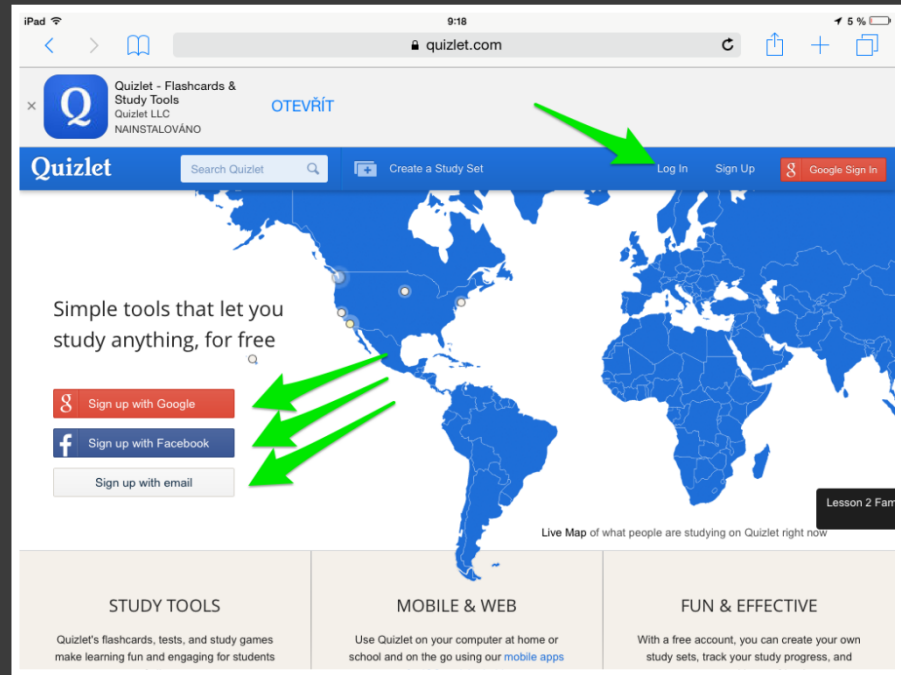 iPad 9:18 5 %
quizlet.com
Quizlet - Flashcards &
Study Tools
Quizlet LLC
NAINSTALOVÁNO
OTEVŘÍT
Q
Quizlet Search Quizlet Create a Study Set Log In Sign Up 8 Google Sign In
Simple tools that let you
study anything, for free
8 Sign up with Google
f Sign up with Facebook
Sign up with email
Lesson 2 Fam
Live Map of what people are studying on Quizlet right now
STUDY TOOLS
Quizlet's flashcards, tests, and study games
make learning fun and engaging for students
MOBILE & WEB
Use Quizlet on your computer at home or
school and on the go using our mobile apps
FUN & EFFECTIVE
With a free account, you can create your own
study sets, track your study progress, and